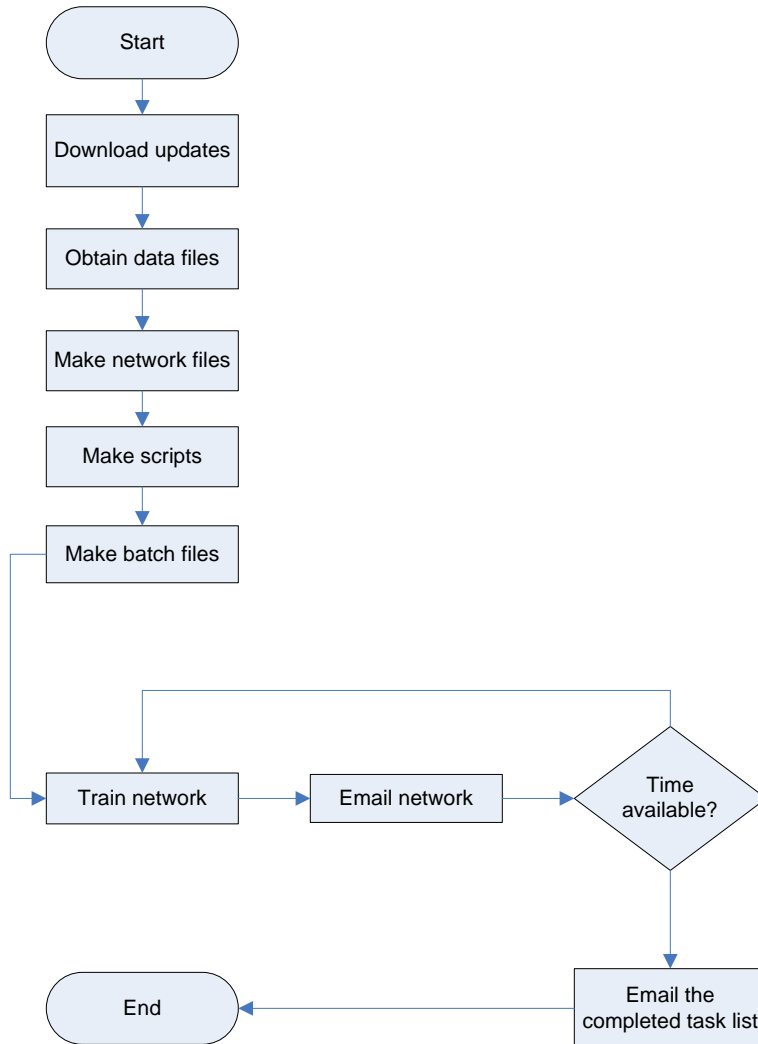 Start
Download updates
Obtain data files
Make network files
Make scripts
Make batch files
Train network
Email network
Time
available?
End
Email the
completed task list